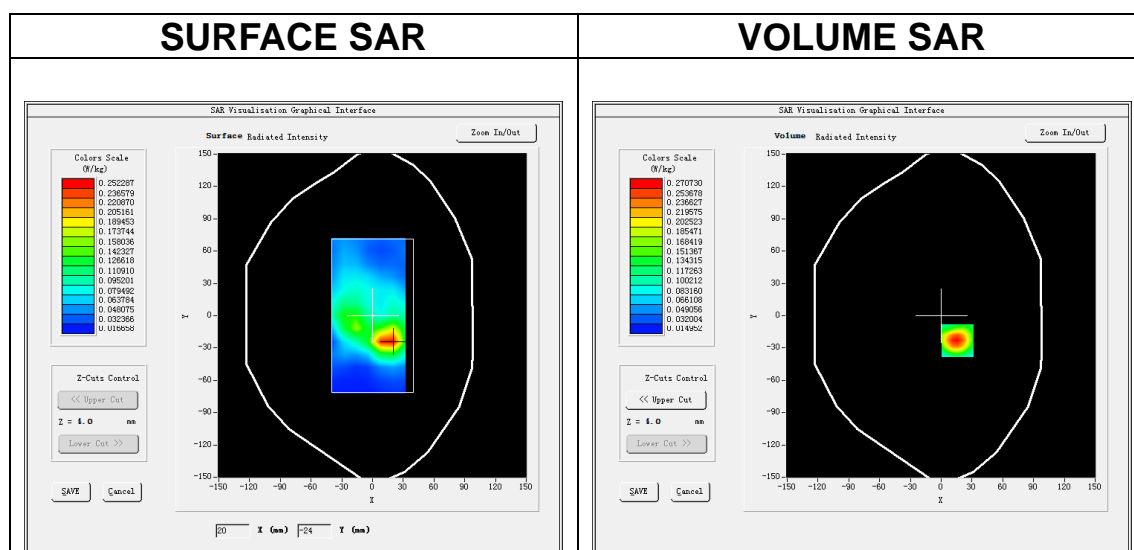 SURFACE SAR
VOLUME SAR
SAR Visualisation Graphical Interface
Surface Radiated Intensity
Zoom In/Out
Colors Scale
(W/kg)
0.252287
0.236579
0.220870
0.205161
0.189453
0.173744
0.158036
0.142327
0.126618
0.110910
0.095201
0.079492
0.063784
0.048075
0.032366
0.016658
150
120
90
60
30
0
-30
-60
-90
-120
-150
Y
-150 -120 -90 -60 -30 0 30 60 90 120 150
X
Z-Cuts Control
<< Upper Cut
Z = 4.0 mm
Lower Cut >>
SAVE Cancel
20 X (mm) -24 Y (mm)
SAR Visualisation Graphical Interface
Volume Radiated Intensity
Zoom In/Out
Colors Scale
(W/kg)
0.270730
0.253678
0.236627
0.219575
0.202523
0.185471
0.168419
0.151367
0.134315
0.117263
0.100212
0.083160
0.066108
0.049056
0.032004
0.014952
150
120
90
60
30
0
-30
-60
-90
-120
-150
Y
-150 -120 -90 -60 -30 0 30 60 90 120 150
X
Z-Cuts Control
<< Upper Cut
Z = 4.0 mm
Lower Cut >>
SAVE Cancel